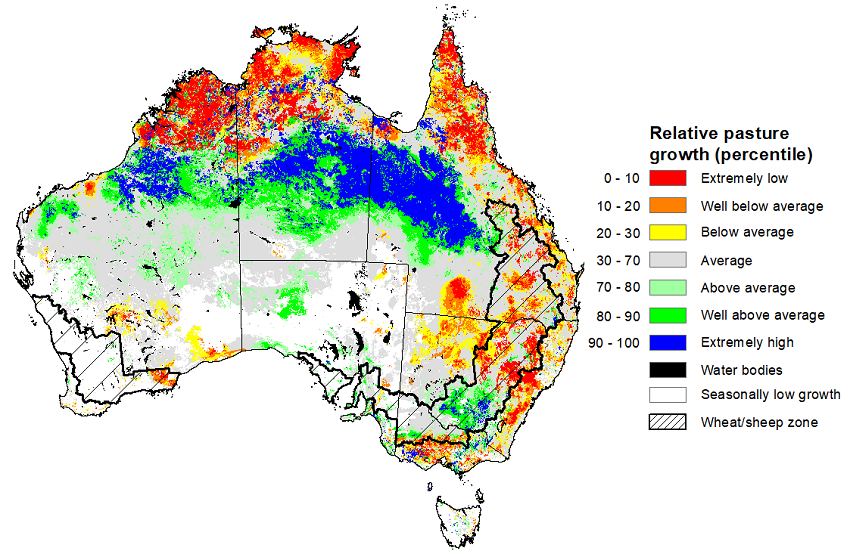 Relative pasture
growth (percentile)
0 - 10 Extremely low
10 - 20 Well below average
20 - 30 Below average
30 - 70 Average
70 - 80 Above average
80 - 90 Well above average
90 - 100 Extremely high
Water bodies
Seasonally low growth
Wheat/sheep zone